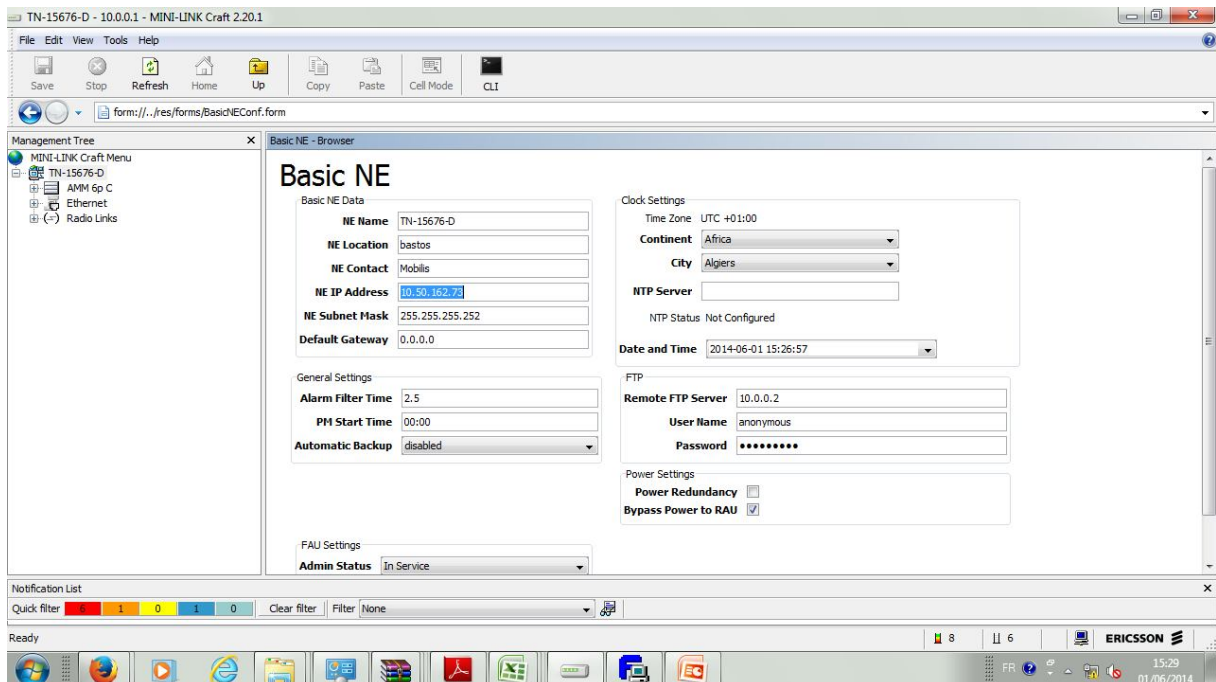 TN-15676-D - 10.0.0.1 - MINI-LINK Craft 2.20.1
File Edit View Tools Help
Save Stop Refresh Home Up Copy Paste Cell Mode CLI
form://../res/forms/BasicNEConf.form
Management Tree X
MINI-LINK Craft Menu
TN-15676-D
AMM 6p C
Ethernet
Radio Links
Basic NE - Browser
Basic NE
Basic NE Data
NE Name TN-15676-D
NE Location bastos
NE Contact Mobilis
NE IP Address 10.50.162.73
NE Subnet Mask 255.255.255.252
Default Gateway 0.0.0.0
Clock Settings
Time Zone UTC +01:00
Continent Africa
City Algiers
NTP Server
NTP Status Not Configured
Date and Time 2014-06-01 15:26:57
General Settings
Alarm Filter Time 2.5
PM Start Time 00:00
Automatic Backup disabled
FTP
Remote FTP Server 10.0.0.2
User Name anonymous
Password •••••••••
Power Settings
Power Redundancy
Bypass Power to RAU
FAU Settings
Admin Status In Service
Notification List
Quick filter 6 1 0 1 0 Clear filter Filter None
Ready 8 6 ERICSSON
FR 15:29
01/06/2014